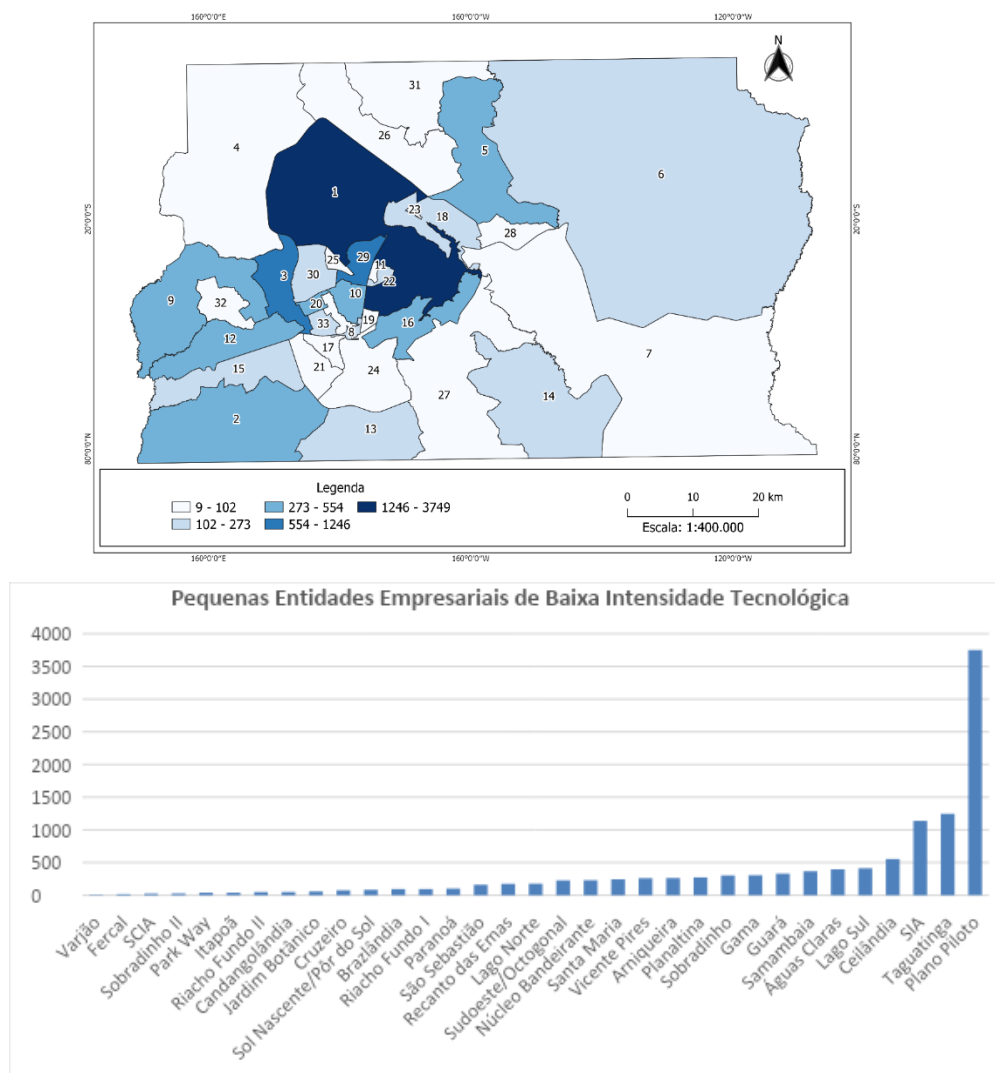 160°0'0"E 160°0'0"W 120°0'0"W
N
31
4
26
5
6
1
23
18
20°0'0"S 20°0'0"S
28
29
25
11
3
30
22
9
10
32
20
16
19
33
8
12
17
7
15
21
24
27
14
2
13
80°0'0"N 80°0'0"N
Legenda
9 - 102 273 - 554 1246 - 3749
102 - 273 554 - 1246
0 10 20 km
Escala: 1:400.000
160°0'0"E 160°0'0"W 120°0'0"W
Pequenas Entidades Empresariais de Baixa Intensidade Tecnológica
4000
3500
3000
2500
2000
1500
1000
500
0
Varjão
Fercal
SCIA
Sobradinho II
Park Way
Itapoã
Riacho Fundo II
Candangolândia
Jardim Botânico
Cruzeiro
Sol Nascente/Pôr do Sol
Brazlândia
Riacho Fundo I
Paranoá
São Sebastião
Recanto das Emas
Lago Norte
Sudoeste/Octogonal
Núcleo Bandeirante
Santa Maria
Vicente Pires
Arniqueira
Planaltina
Sobradinho
Gama
Guará
Samambaia
Águas Claras
Lago Sul
Ceilândia
SIA
Taguatinga
Plano Piloto